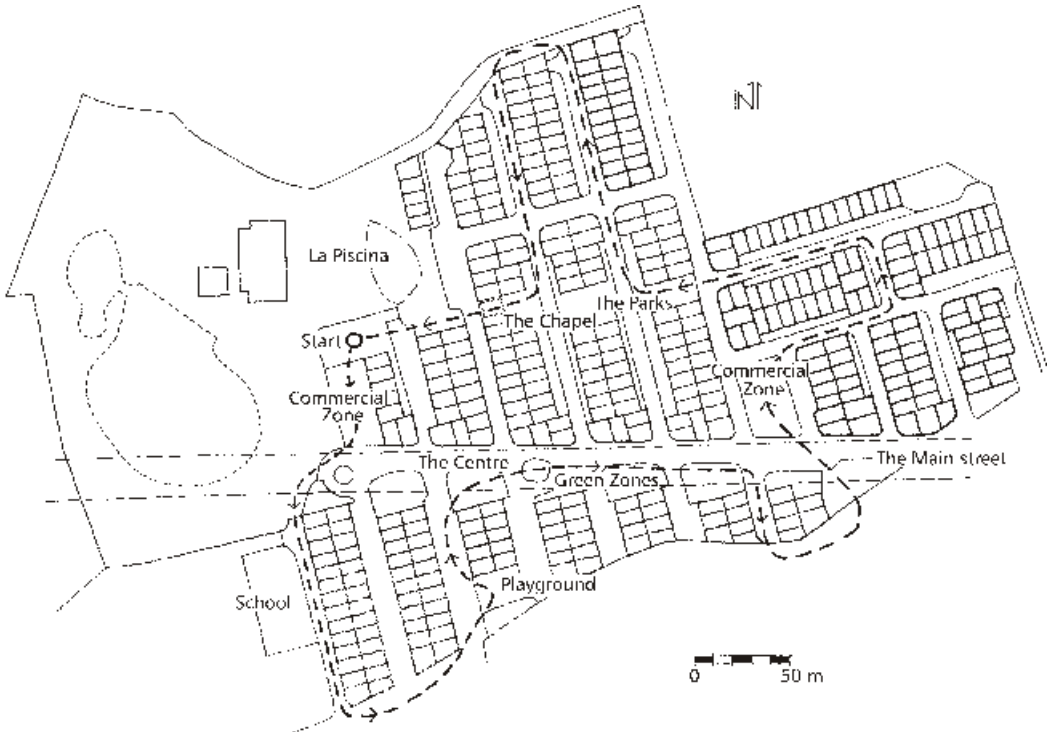 N
La Piscina
The Parks
The Chapel
Start
Commercial
Zone
Commercial
Zone
The Centre
The Main street
Green Zones
Playground
School
0 50 m